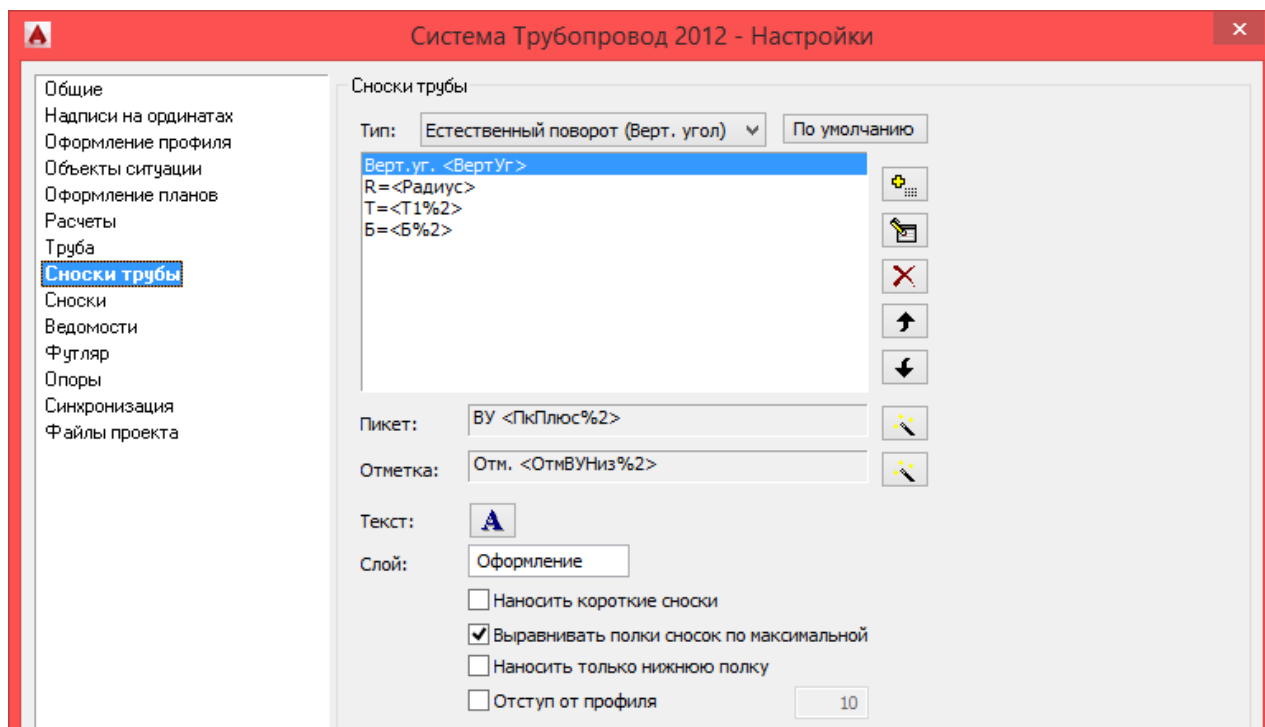 Система Трубопровод 2012 - Настройки
Общие
Надписи на ординатах
Оформление профиля
Объекты ситуации
Оформление планов
Расчеты
Труба
Сноски трубы
Сноски
Ведомости
Футляр
Опоры
Синхронизация
Файлы проекта
Сноски трубы
Тип: Естественный поворот (Верт. угол) По умолчанию
Верт.уг. <ВертУг>
R=<Радиус>
T=<T1%2>
Б=<Б%2>
Пикет: ВУ <ПкПлюс%2>
Отметка: Отм. <ОтмВУНиз%2>
Текст: A
Слой: Оформление
Наносить короткие сноски
Выравнивать полки сносок по максимальной
Наносить только нижнюю полку
Отступ от профиля 10